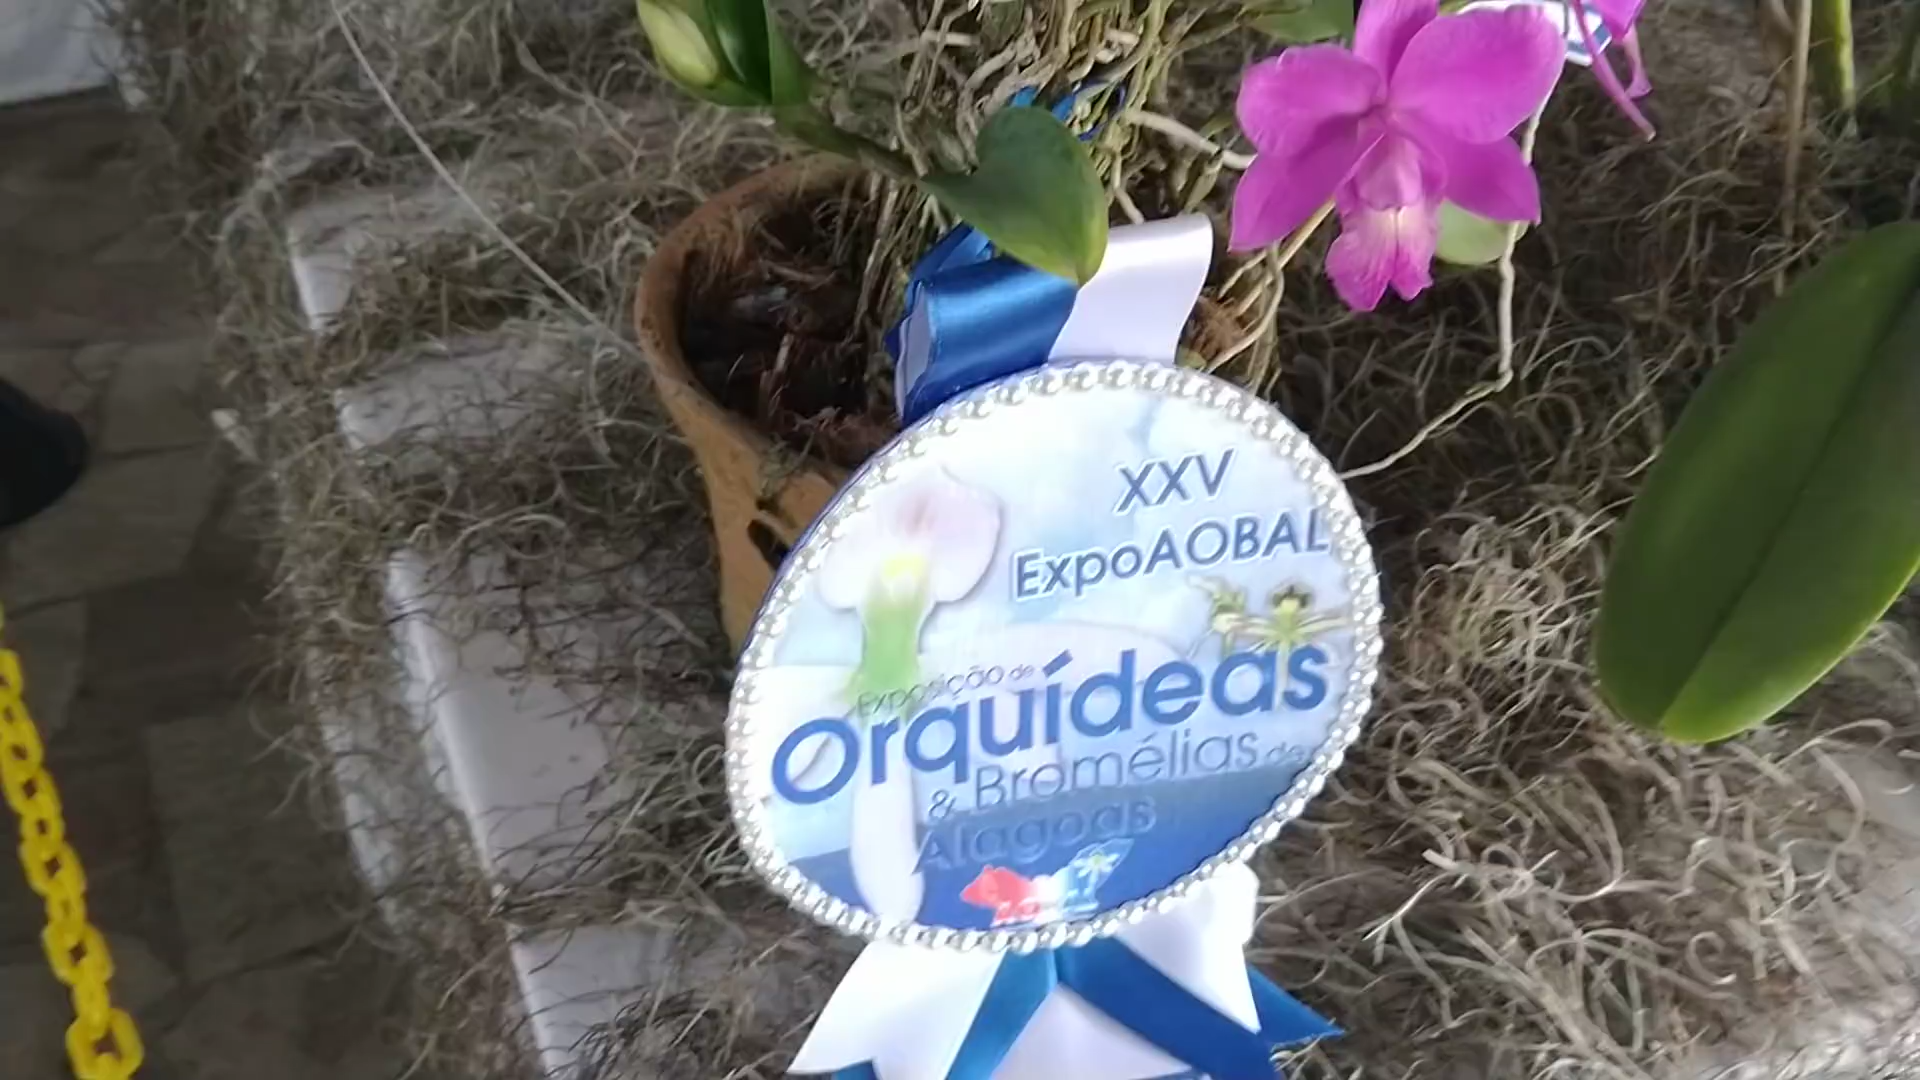 XXV
ExpoAOBAL
Exposição de
Orquídeas
& Bromélias de
Alagoas